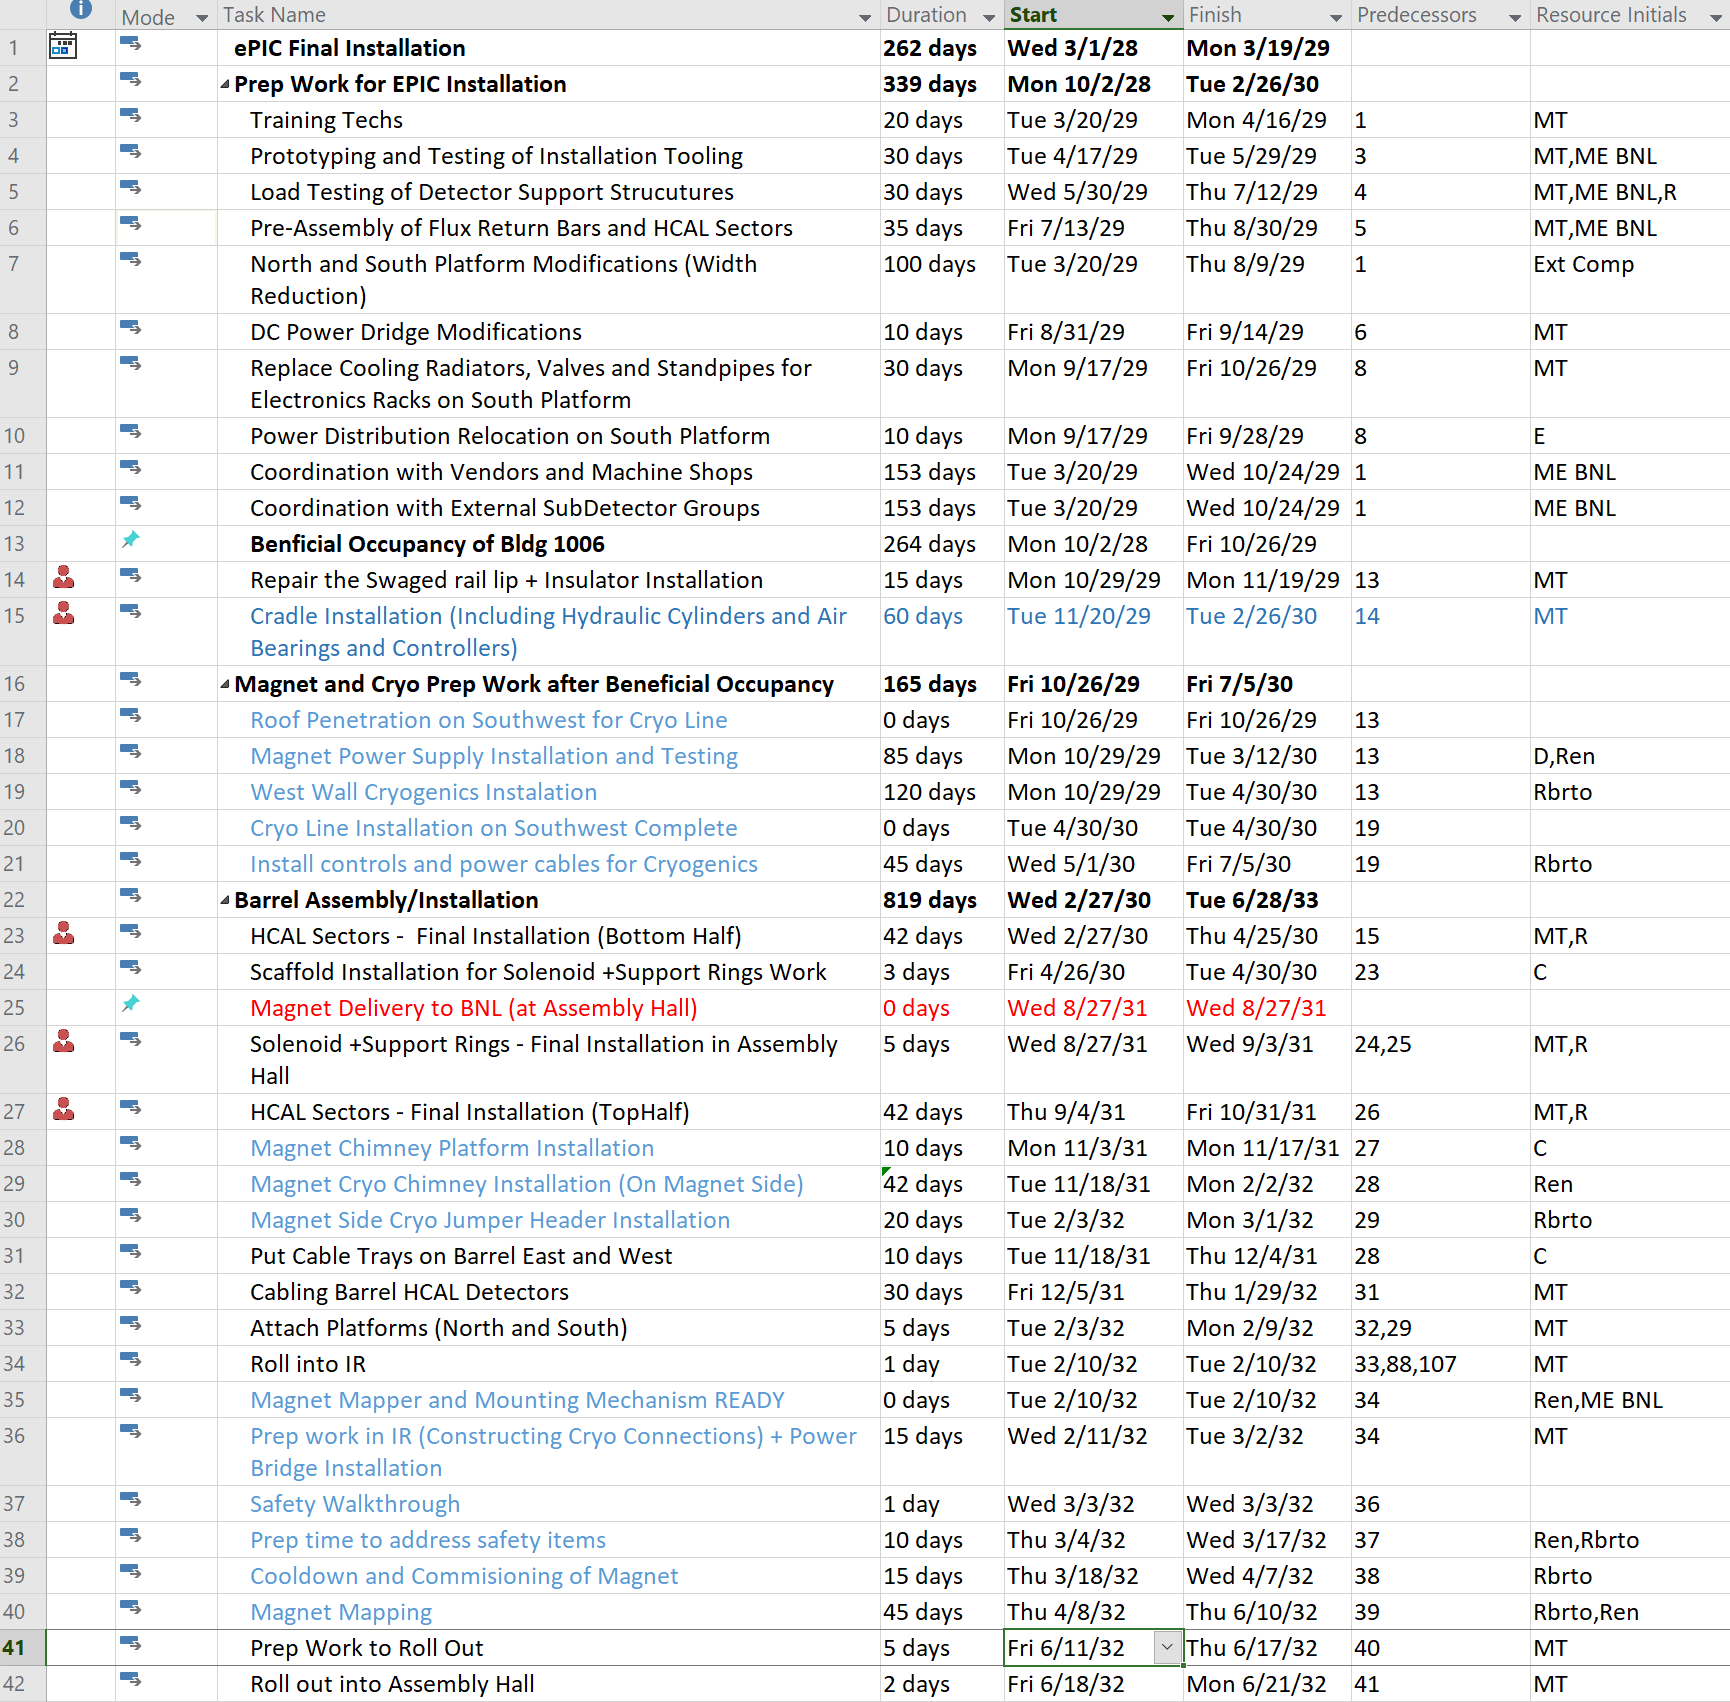 Mode Task Name Duration Start Finish Predecessors Resource Initials
1 ePIC Final Installation 262 days Wed 3/1/28 Mon 3/19/29
2 Prep Work for EPIC Installation 339 days Mon 10/2/28 Tue 2/26/30
3 Training Techs 20 days Tue 3/20/29 Mon 4/16/29 1 MT
4 Prototyping and Testing of Installation Tooling 30 days Tue 4/17/29 Tue 5/29/29 3 MT,ME BNL
5 Load Testing of Detector Support Strucutures 30 days Wed 5/30/29 Thu 7/12/29 4 MT,ME BNL,R
6 Pre-Assembly of Flux Return Bars and HCAL Sectors 35 days Fri 7/13/29 Thu 8/30/29 5 MT,ME BNL
7 North and South Platform Modifications (Width 100 days Tue 3/20/29 Thu 8/9/29 1 Ext Comp
Reduction)
8 DC Power Dridge Modifications 10 days Fri 8/31/29 Fri 9/14/29 6 MT
9 Replace Cooling Radiators, Valves and Standpipes for 30 days Mon 9/17/29 Fri 10/26/29 8 MT
Electronics Racks on South Platform
10 Power Distribution Relocation on South Platform 10 days Mon 9/17/29 Fri 9/28/29 8 E
11 Coordination with Vendors and Machine Shops 153 days Tue 3/20/29 Wed 10/24/29 1 ME BNL
12 Coordination with External SubDetector Groups 153 days Tue 3/20/29 Wed 10/24/29 1 ME BNL
13 Benficial Occupancy of Bldg 1006 264 days Mon 10/2/28 Fri 10/26/29
14 Repair the Swaged rail lip + Insulator Installation 15 days Mon 10/29/29 Mon 11/19/29 13 MT
15 Cradle Installation (Including Hydraulic Cylinders and Air 60 days Tue 11/20/29 Tue 2/26/30 14 MT
Bearings and Controllers)
16 Magnet and Cryo Prep Work after Beneficial Occupancy 165 days Fri 10/26/29 Fri 7/5/30
17 Roof Penetration on Southwest for Cryo Line 0 days Fri 10/26/29 Fri 10/26/29 13
18 Magnet Power Supply Installation and Testing 85 days Mon 10/29/29 Tue 3/12/30 13 D,Ren
19 West Wall Cryogenics Instalation 120 days Mon 10/29/29 Tue 4/30/30 13 Rbrto
20 Cryo Line Installation on Southwest Complete 0 days Tue 4/30/30 Tue 4/30/30 19
21 Install controls and power cables for Cryogenics 45 days Wed 5/1/30 Fri 7/5/30 19 Rbrto
22 Barrel Assembly/Installation 819 days Wed 2/27/30 Tue 6/28/33
23 HCAL Sectors - Final Installation (Bottom Half) 42 days Wed 2/27/30 Thu 4/25/30 15 MT,R
24 Scaffold Installation for Solenoid +Support Rings Work 3 days Fri 4/26/30 Tue 4/30/30 23 C
25 Magnet Delivery to BNL (at Assembly Hall) 0 days Wed 8/27/31 Wed 8/27/31
26 Solenoid +Support Rings - Final Installation in Assembly 5 days Wed 8/27/31 Wed 9/3/31 24,25 MT,R
Hall
27 HCAL Sectors - Final Installation (TopHalf) 42 days Thu 9/4/31 Fri 10/31/31 26 MT,R
28 Magnet Chimney Platform Installation 10 days Mon 11/3/31 Mon 11/17/31 27 C
29 Magnet Cryo Chimney Installation (On Magnet Side) 42 days Tue 11/18/31 Mon 2/2/32 28 Ren
30 Magnet Side Cryo Jumper Header Installation 20 days Tue 2/3/32 Mon 3/1/32 29 Rbrto
31 Put Cable Trays on Barrel East and West 10 days Tue 11/18/31 Thu 12/4/31 28 C
32 Cabling Barrel HCAL Detectors 30 days Fri 12/5/31 Thu 1/29/32 31 MT
33 Attach Platforms (North and South) 5 days Tue 2/3/32 Mon 2/9/32 32,29 MT
34 Roll into IR 1 day Tue 2/10/32 Tue 2/10/32 33,88,107 MT
35 Magnet Mapper and Mounting Mechanism READY 0 days Tue 2/10/32 Tue 2/10/32 34 Ren,ME BNL
36 Prep work in IR (Constructing Cryo Connections) + Power 15 days Wed 2/11/32 Tue 3/2/32 34 MT
Bridge Installation
37 Safety Walkthrough 1 day Wed 3/3/32 Wed 3/3/32 36
38 Prep time to address safety items 10 days Thu 3/4/32 Wed 3/17/32 37 Ren,Rbrto
39 Cooldown and Commisioning of Magnet 15 days Thu 3/18/32 Wed 4/7/32 38 Rbrto
40 Magnet Mapping 45 days Thu 4/8/32 Thu 6/10/32 39 Rbrto,Ren
41 Prep Work to Roll Out 5 days Fri 6/11/32 Thu 6/17/32 40 MT
42 Roll out into Assembly Hall 2 days Fri 6/18/32 Mon 6/21/32 41 MT